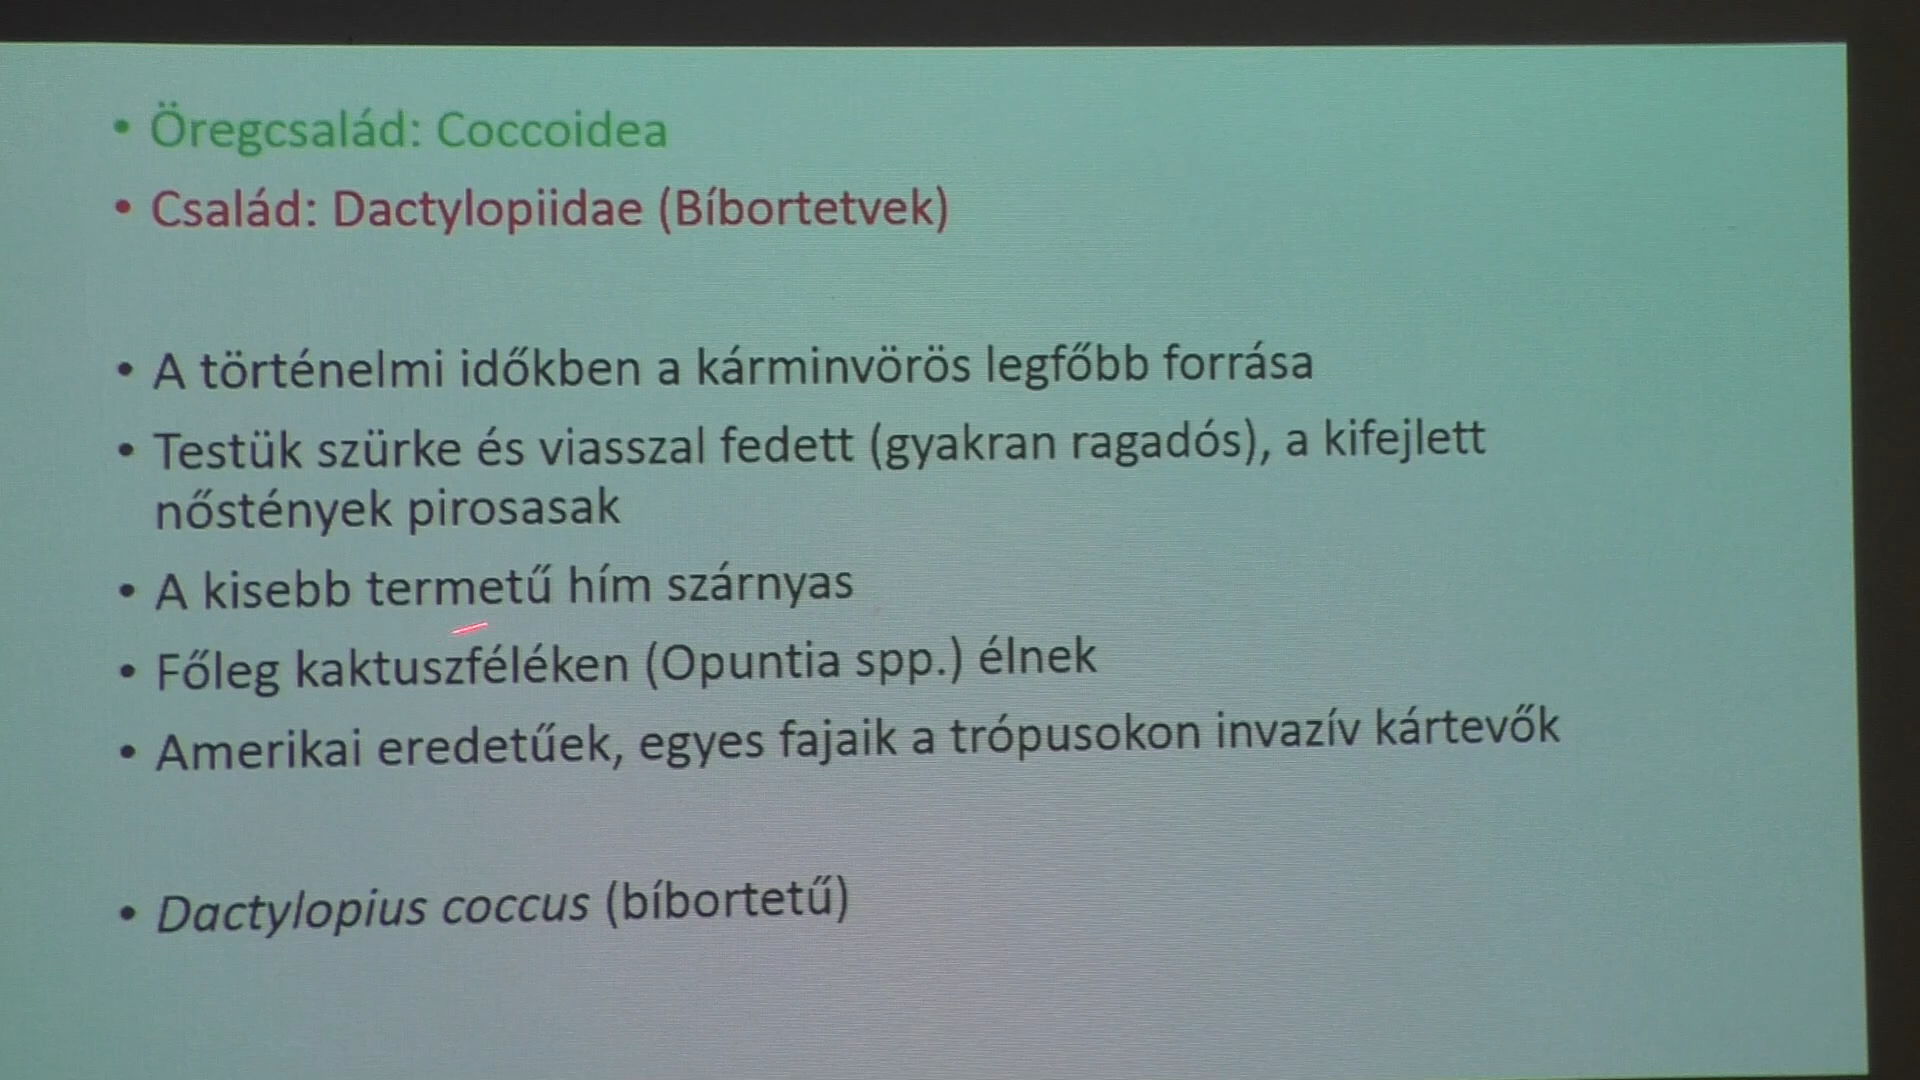 • Öregcsalád: Coccoidea
• Család: Dactylopiidae (Bíbortetvek)
• A történelmi időkben a kárminvörös legfőbb forrása
• Testük szürke és viasszal fedett (gyakran ragadós), a kifejlett
nőstények pirosasak
• A kisebb termetű hím szárnyas
• Főleg kaktuszféléken (Opuntia spp.) élnek
• Amerikai eredetűek, egyes fajaik a trópusokon invazív kártevők
• Dactylopius coccus (bíbortetű)